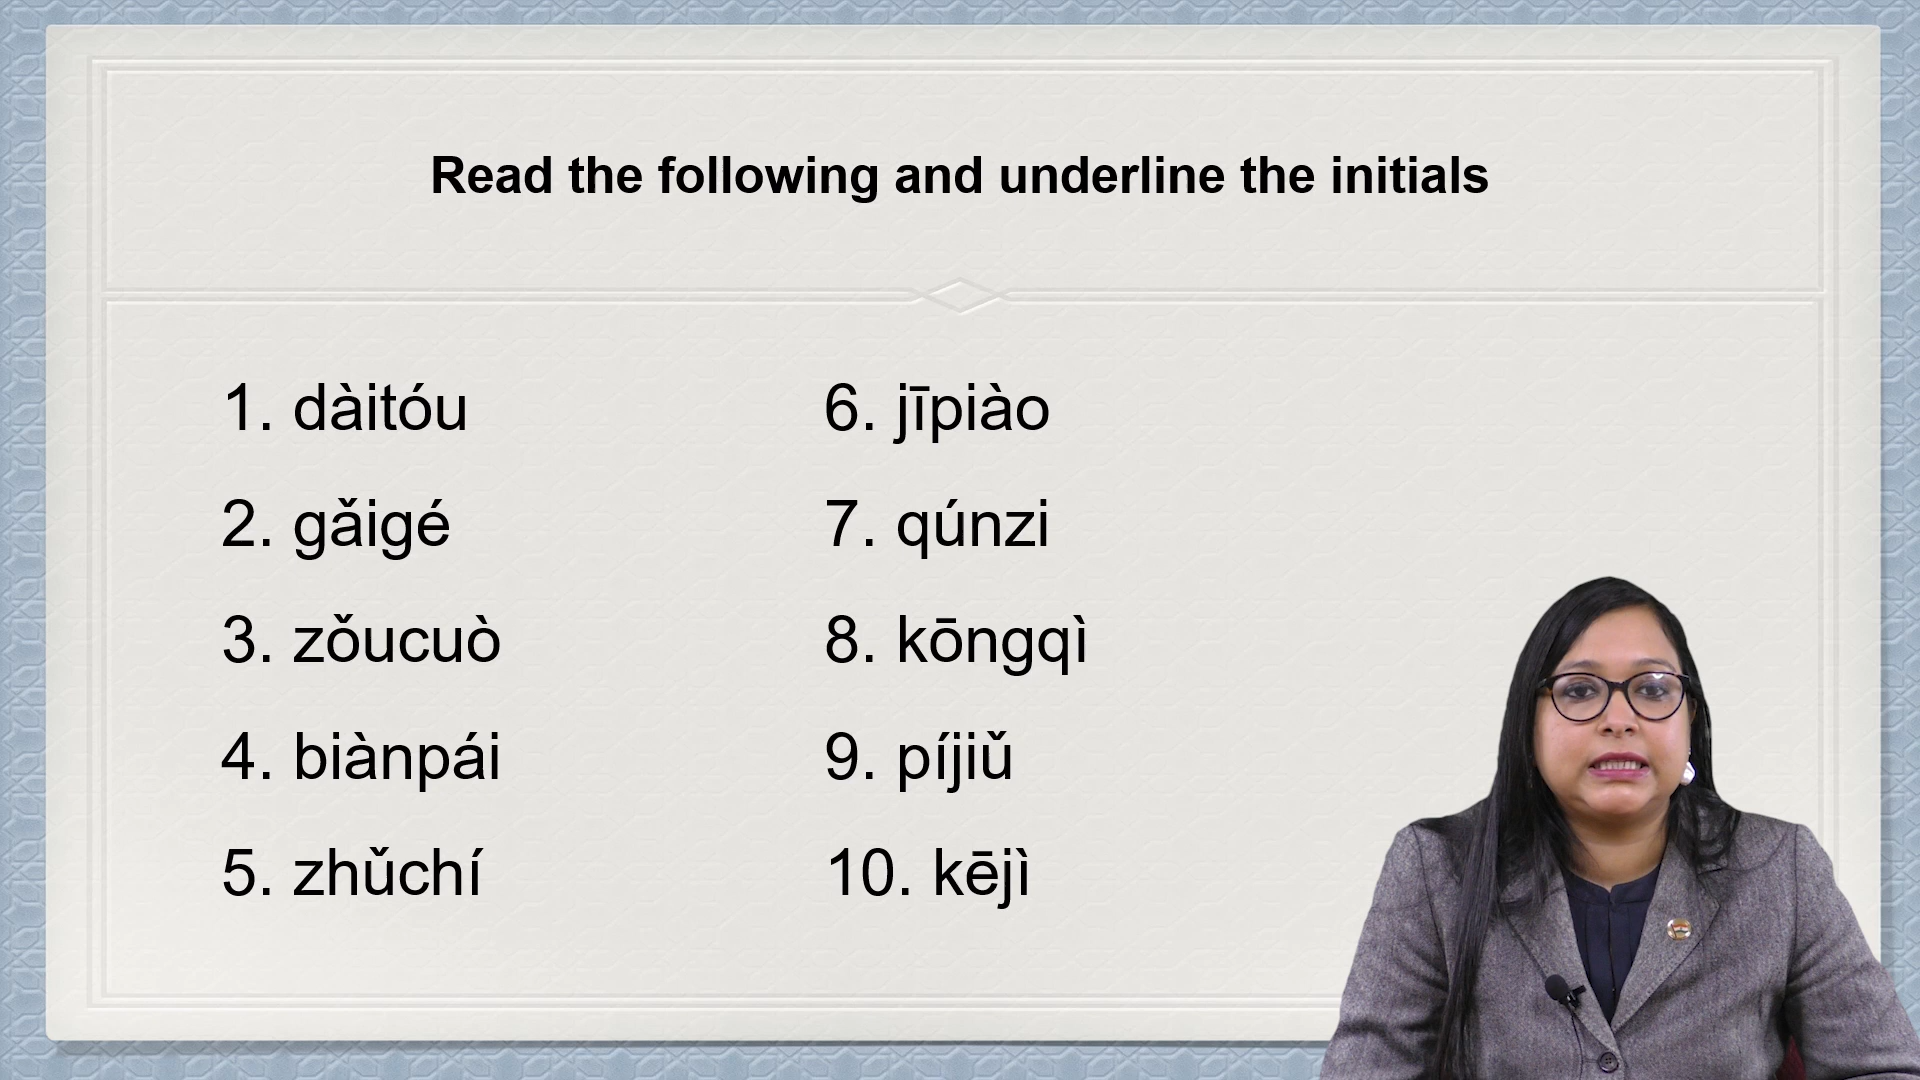 Read the following and underline the initials
1. dàitóu
2. gǎigé
3. zǒucuò
4. biànpái
5. zhǔchí
6. jīpiào
7. qúnzi
8. kōngqì
9. píjiǔ
10. kējì